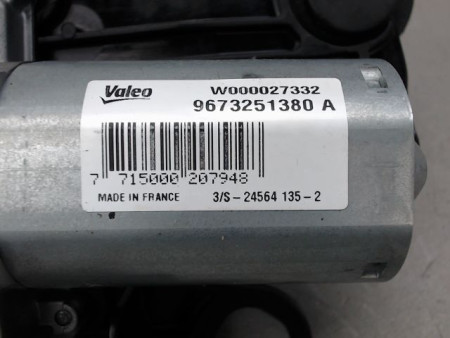 Valeo W000027332
9673251380 A
7 715000 207948
MADE IN FRANCE 3/S-24564 135-2